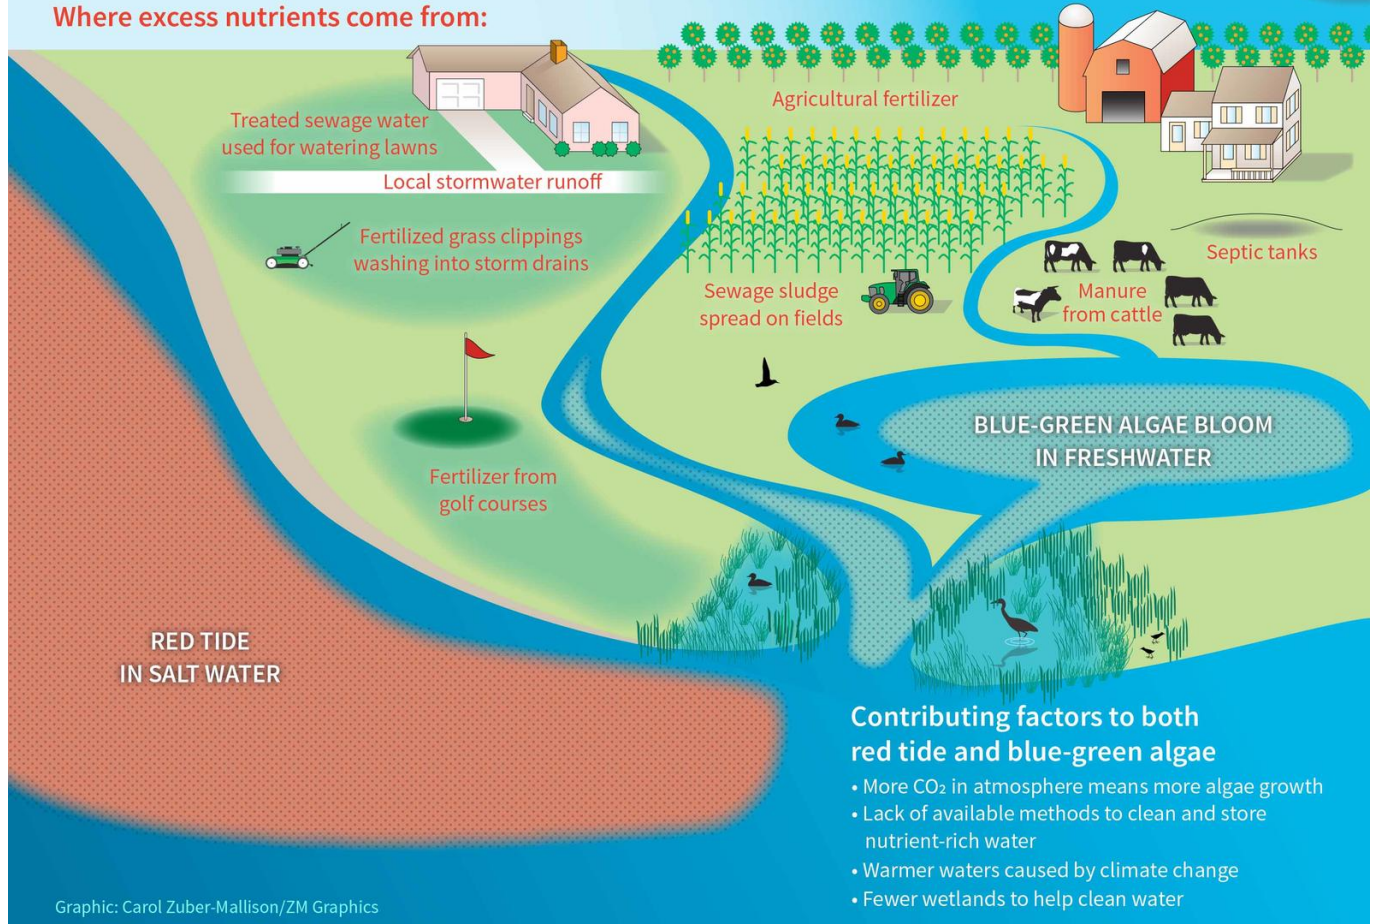 Where excess nutrients come from:
Treated sewage water
used for watering lawns
Local stormwater runoff
Fertilized grass clippings
washing into storm drains
Agricultural fertilizer
Sewage sludge
spread on fields
Septic tanks
Manure
from cattle
Fertilizer from
golf courses
BLUE-GREEN ALGAE BLOOM
IN FRESHWATER
RED TIDE
IN SALT WATER
Contributing factors to both
red tide and blue-green algae
• More CO₂ in atmosphere means more algae growth
• Lack of available methods to clean and store
nutrient-rich water
• Warmer waters caused by climate change
• Fewer wetlands to help clean water
Graphic: Carol Zuber-Mallison/ZM Graphics